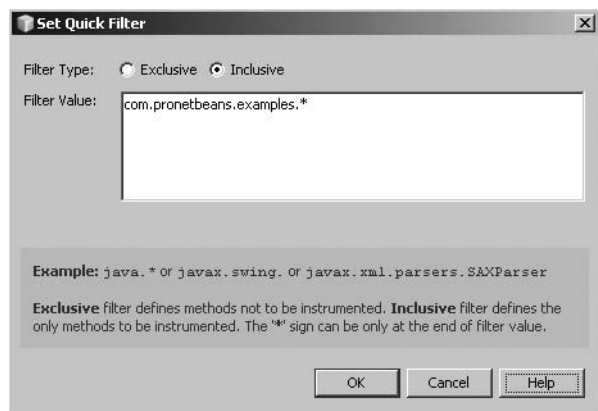 Set Quick Filter
Filter Type: Exclusive Inclusive
Filter Value: com.pronetbeans.examples.*
Example: java.* or javax.swing. or javax.xml.parsers.SAXParser
Exclusive filter defines methods not to be instrumented. Inclusive filter defines the
only methods to be instrumented. The '*' sign can be only at the end of filter value.
OK Cancel Help